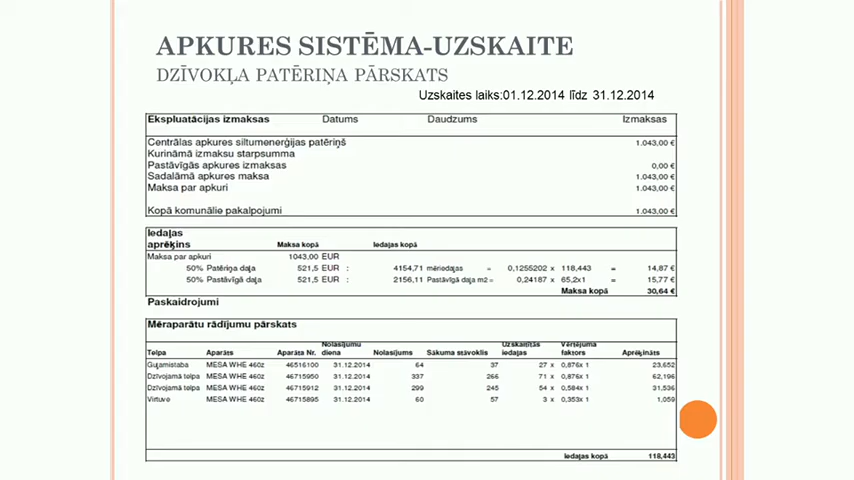 APKURES SISTĒMA-UZSKAITE
DZĪVOKĻA PATĒRIŅA PĀRSKATS
Uzskaites laiks:01.12.2014 līdz 31.12.2014
Ekspluatācijas izmaksas Datums Daudzums Izmaksas
Centrālas apkures siltumenerģijas patēriņš 1.043,00 €
Kurināmā izmaksu starpsumma
Pastāvīgās apkures izmaksas 0,00 €
Sadalāmā apkures maksa 1.043,00 €
Maksa par apkuri 1.043,00 €
Kopā komunālie pakalpojumi 1.043,00 €
Iedaļas
aprēķins Maksa kopā Iedaļas kopā
Maksa par apkuri 1043,00 EUR
50% Patēriņa daļa 521,5 EUR : 4154,71 mēriedaļas = 0,1255202 x 118,443 = 14,87 €
50% Pastāvīgā daļa 521,5 EUR : 2156,11 Pastāvīgā daļa m2 = 0,24187 x 65,2x1 = 15,77 €
Maksa kopā 30,64 €
Paskaidrojumi
Mēraparātu rādījumu pārskats
Telpa Aparāts Aparāta Nr. Nolasījumu diena Nolasījums Sākuma stāvoklis Uzskaitītās iedaļas Vērtējuma faktors Aprēķināts
Guļamistaba MESA WHE 460z 46516100 31.12.2014 64 37 27 x 0,876x 1 23,652
Dzīvojamā telpa MESA WHE 460z 46715950 31.12.2014 337 266 71 x 0,876x 1 62,196
Dzīvojamā telpa MESA WHE 460z 46715912 31.12.2014 299 245 54 x 0,584x 1 31,536
Virtuve MESA WHE 460z 46715895 31.12.2014 60 57 3 x 0,353x 1 1,059
Iedaļas kopā 118,443